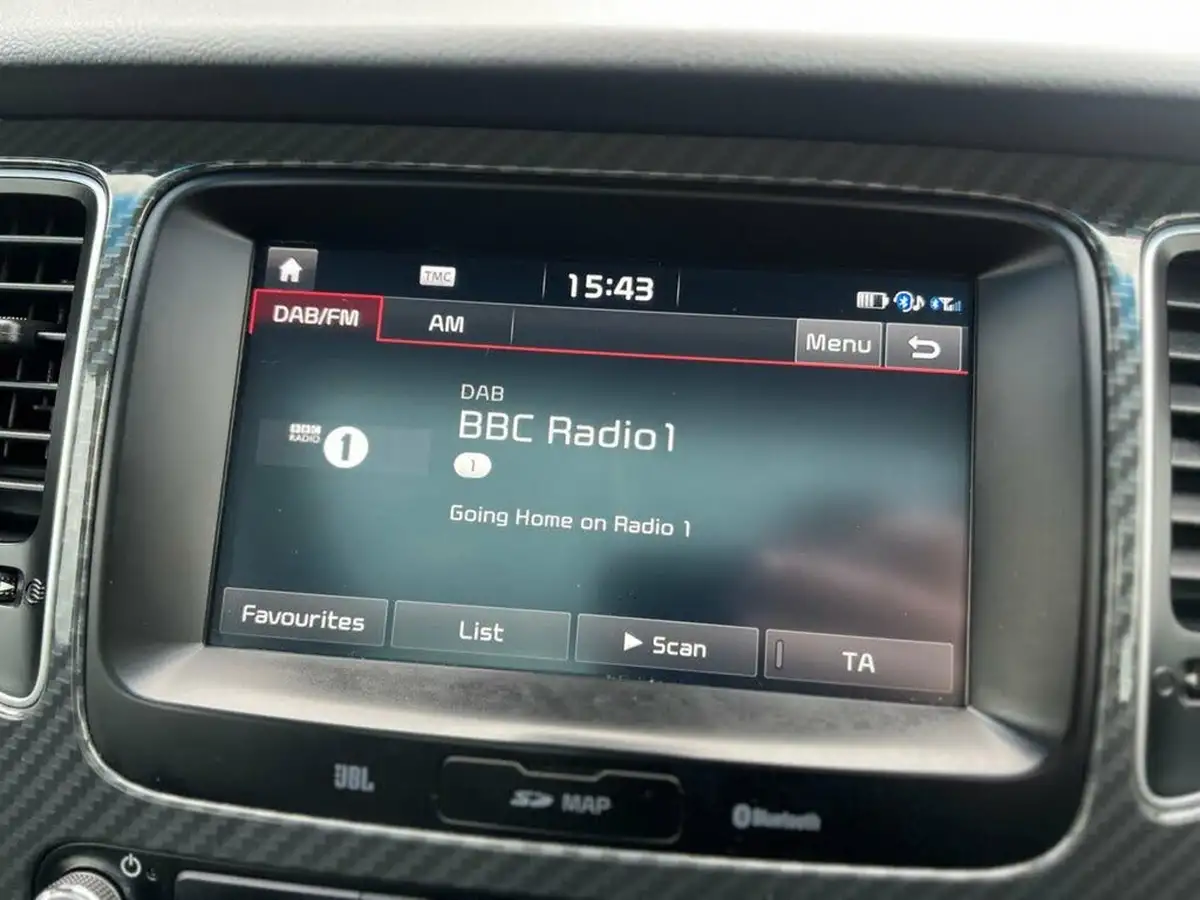 TMC
15:43
DAB/FM
AM
Menu
DAB
BBC
RADIO
1
BBC Radio1
1
Going Home on Radio 1
Favourites
List
Scan
TA
JBL
SD MAP
Bluetooth